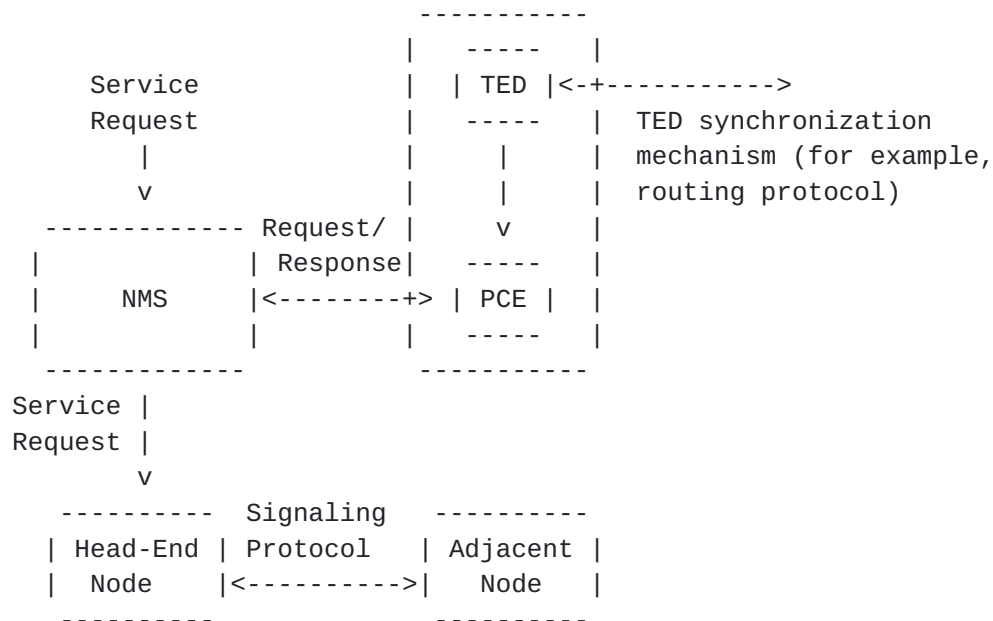 -----------
                          |   -----   |
     Service              |  | TED |<-+----------->
     Request              |   -----   |  TED synchronization
        |                 |     |     |  mechanism (for example,
        v                 |     |     |  routing protocol)
  ------------- Request/  |     v     |
 |             | Response|   -----   |
 |     NMS     |<--------+> | PCE |  |
 |             |          |   -----   |
  -------------            -----------
Service |
Request |
        v
   ----------  Signaling   ----------
  | Head-End | Protocol   | Adjacent |
  |  Node    |<---------->|   Node   |
   ----------              ----------